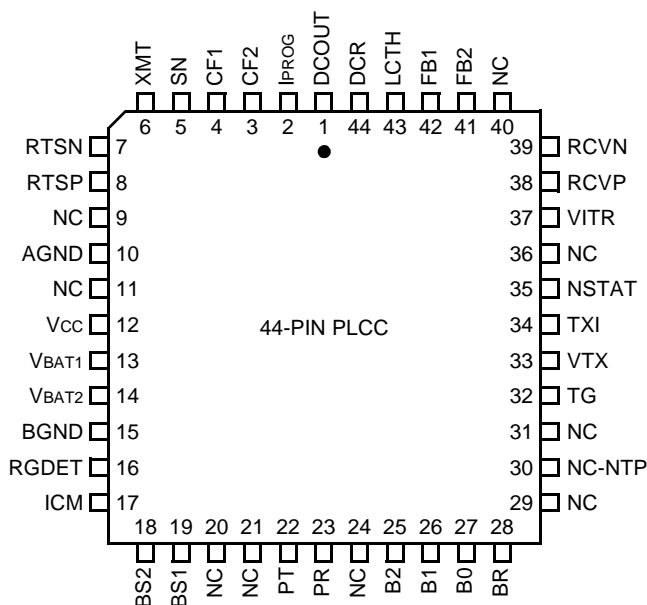 XMT
SN
CF1
CF2
IPROG
DCOUT
DCR
LCTH
FB1
FB2
NC
6 5 4 3 2 1 44 43 42 41 40
RTSN 7 39 RCVN
RTSP 8 38 RCVP
NC 9 37 VITR
AGND 10 36 NC
NC 11 35 NSTAT
VCC 12 34 TXI
44-PIN PLCC
VBAT1 13 33 VTX
VBAT2 14 32 TG
BGND 15 31 NC
RGDET 16 30 NC-NTP
ICM 17 29 NC
18 19 20 21 22 23 24 25 26 27 28
BS2
BS1
NC
NC
PT
PR
NC
B2
B1
B0
BR